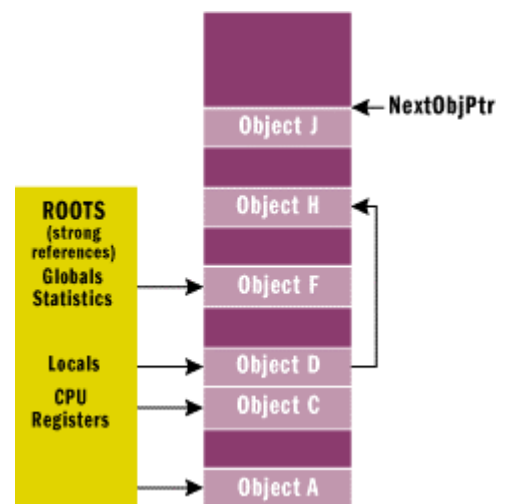 NextObjPtr
Object J
ROOTS
(strong
references)
Globals
Statistics
Object H
Object F
Locals
Object D
CPU
Registers
Object C
Object A